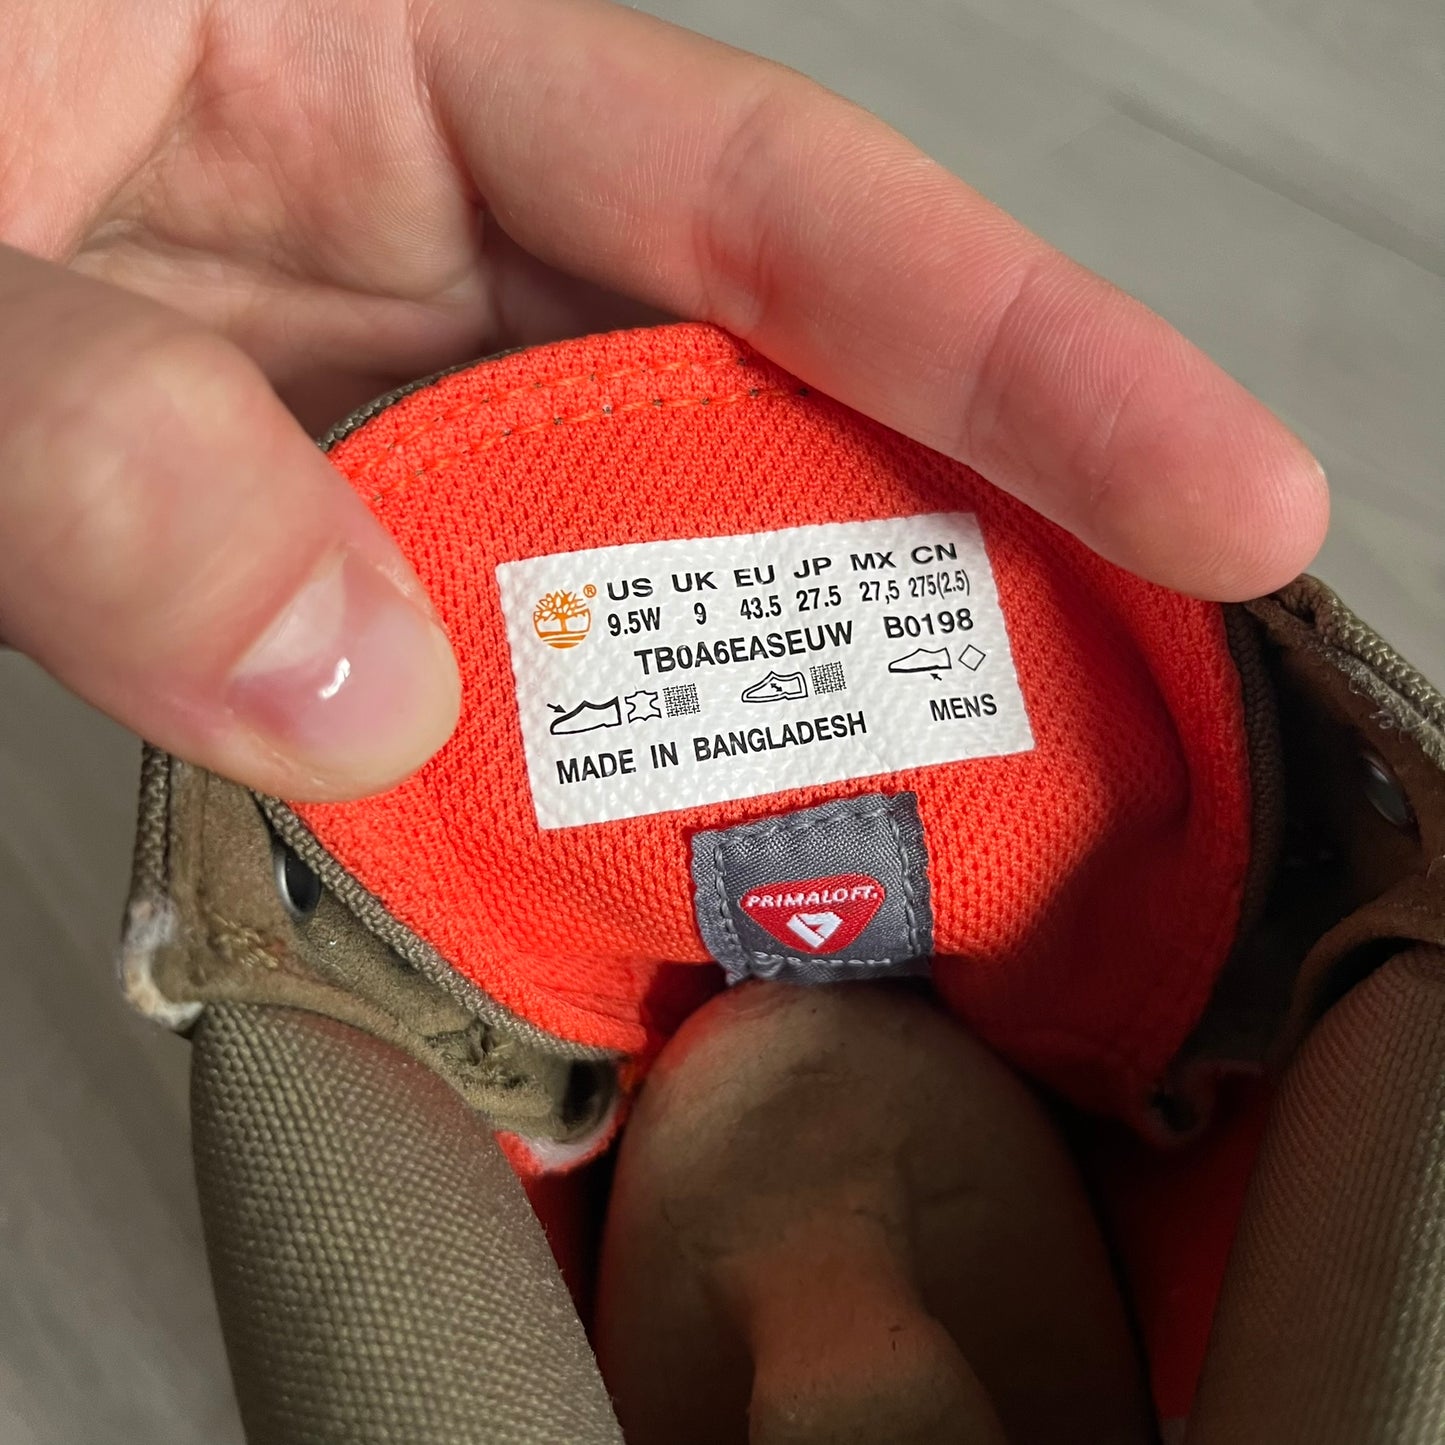 US UK EU JP MX CN
9.5W 9 43.5 27.5 27,5 275(2.5)
TB0A6EASEUW B0198
MENS
MADE IN BANGLADESH
PRIMALOFT.